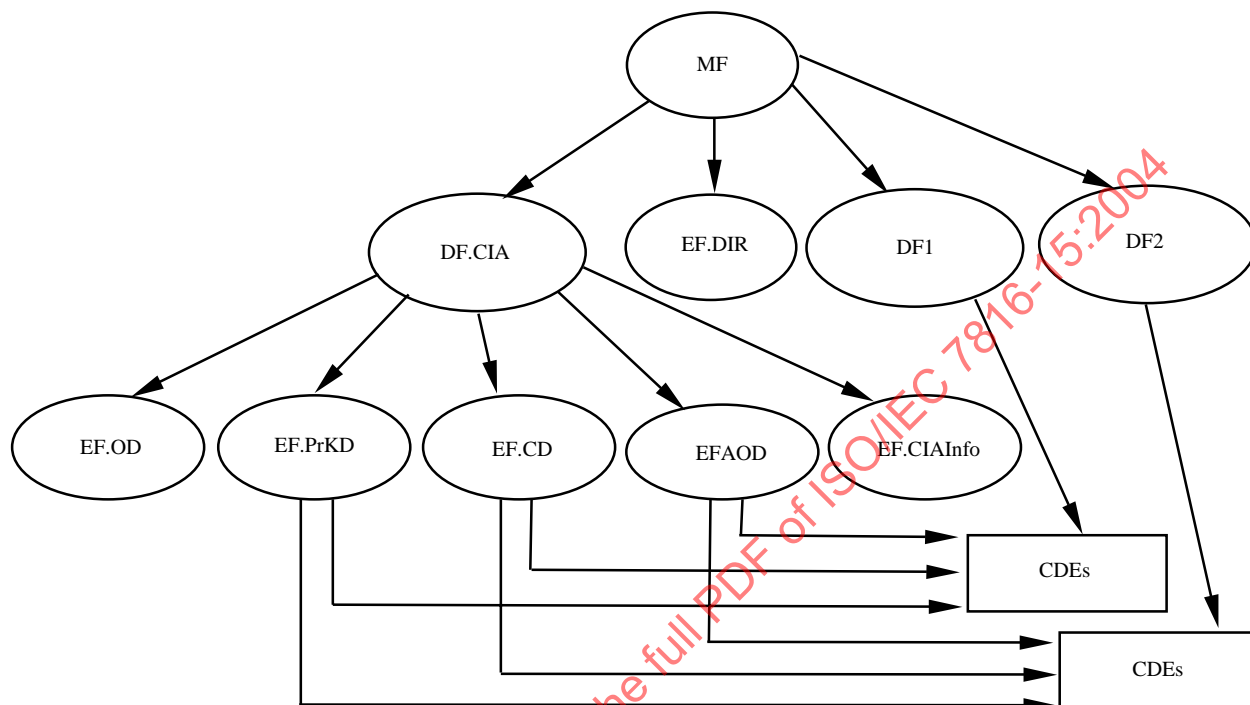 MF
DF.CIA
EF.DIR
DF1
DF2
EF.OD
EF.PrKD
EF.CD
EFAOD
EF.CIAInfo
CDEs
CDEs
he full PDF of ISO/IEC 7816-15:2004